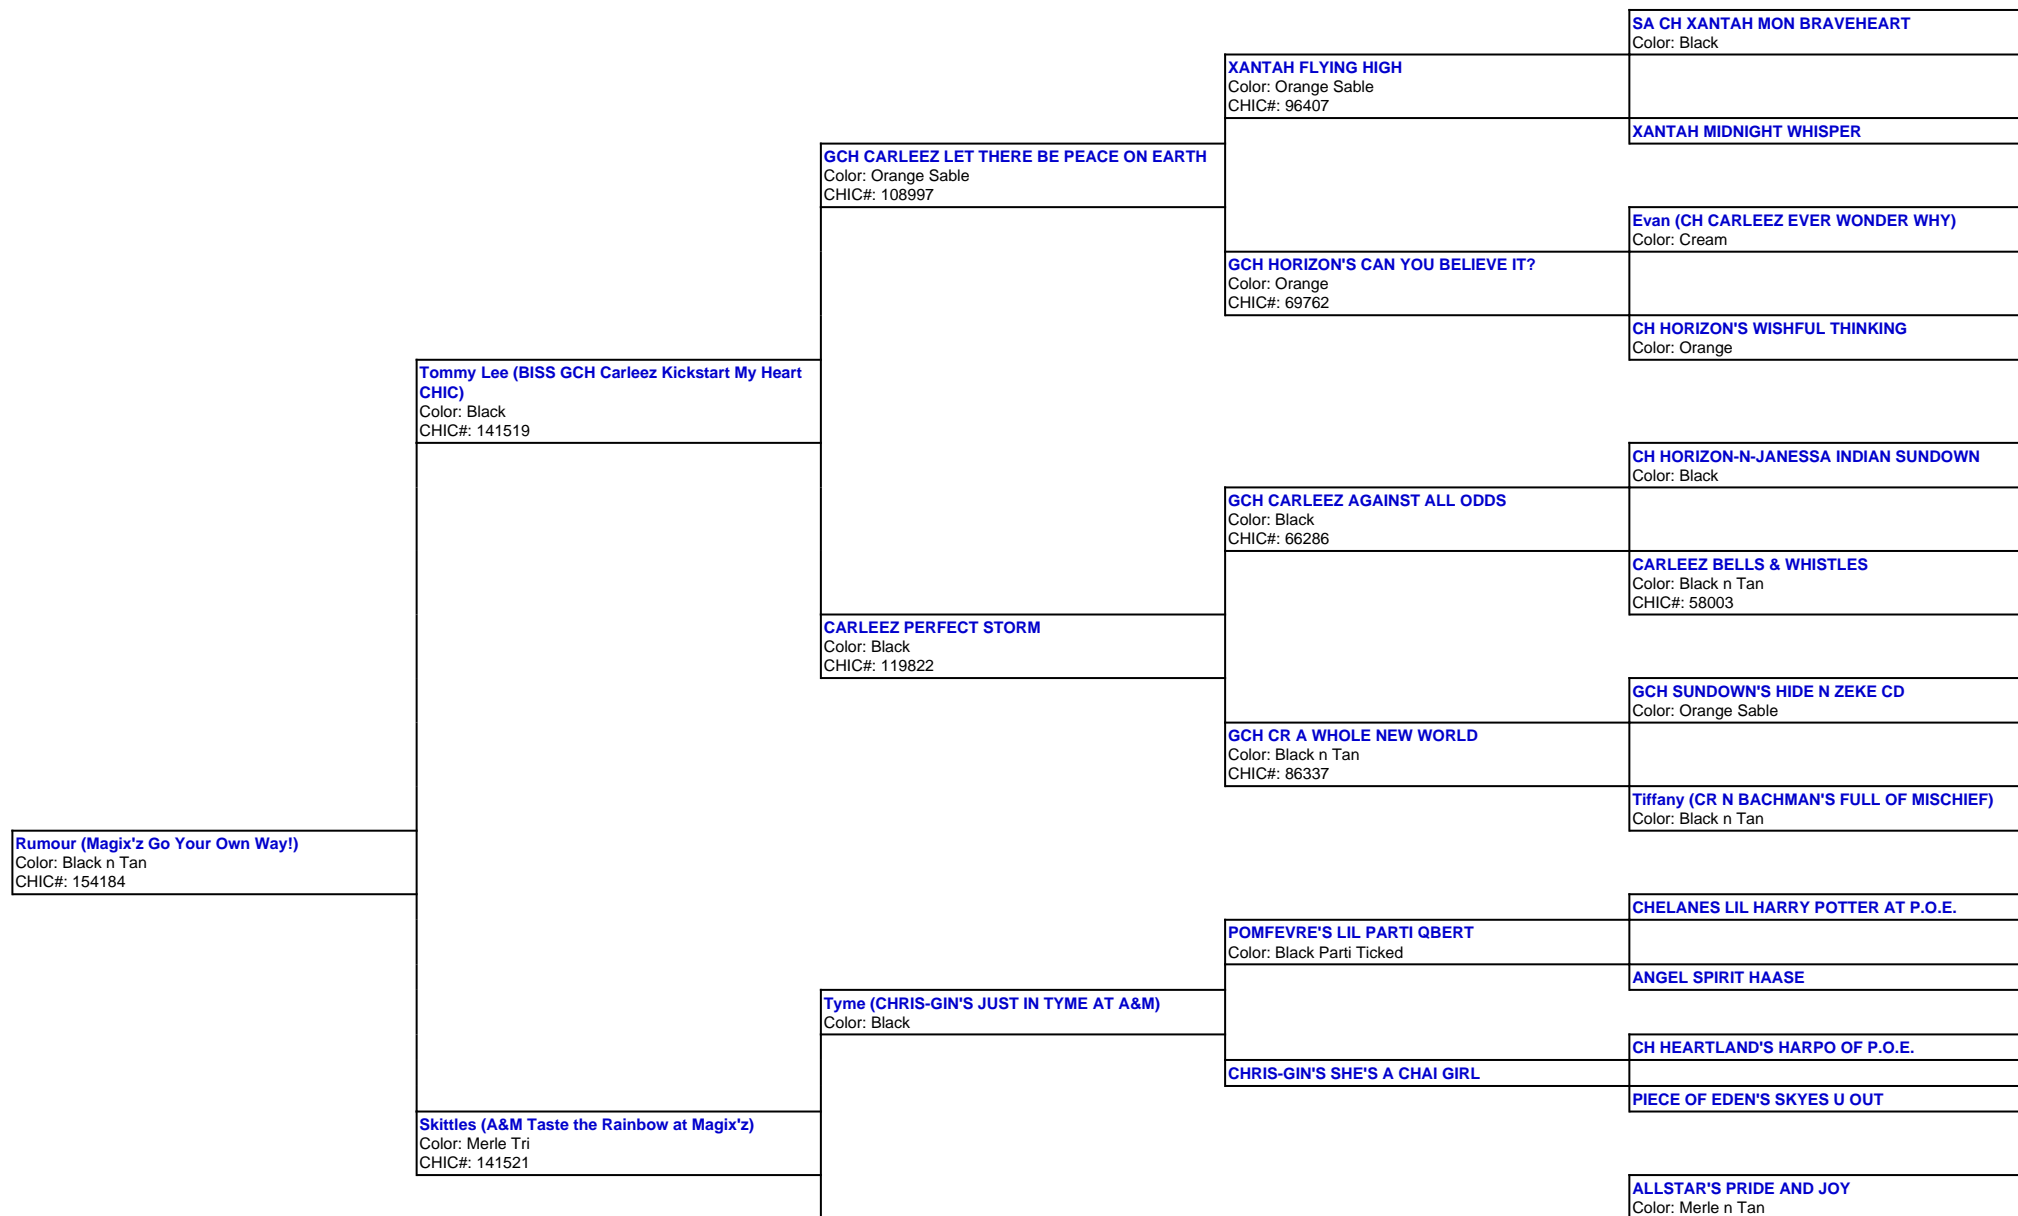 SA CH XANTAH MON BRAVEHEART
Color: Black
XANTAH FLYING HIGH
Color: Orange Sable
CHIC#: 96407
XANTAH MIDNIGHT WHISPER
GCH CARLEEZ LET THERE BE PEACE ON EARTH
Color: Orange Sable
CHIC#: 108997
Evan (CH CARLEEZ EVER WONDER WHY)
Color: Cream
GCH HORIZON'S CAN YOU BELIEVE IT?
Color: Orange
CHIC#: 69762
CH HORIZON'S WISHFUL THINKING
Color: Orange
Tommy Lee (BISS GCH Carleez Kickstart My Heart
CHIC)
Color: Black
CHIC#: 141519
CH HORIZON-N-JANESSA INDIAN SUNDOWN
Color: Black
GCH CARLEEZ AGAINST ALL ODDS
Color: Black
CHIC#: 66286
CARLEEZ BELLS & WHISTLES
Color: Black n Tan
CHIC#: 58003
CARLEEZ PERFECT STORM
Color: Black
CHIC#: 119822
GCH SUNDOWN'S HIDE N ZEKE CD
Color: Orange Sable
GCH CR A WHOLE NEW WORLD
Color: Black n Tan
CHIC#: 86337
Tiffany (CR N BACHMAN'S FULL OF MISCHIEF)
Color: Black n Tan
Rumour (Magix'z Go Your Own Way!)
Color: Black n Tan
CHIC#: 154184
CHELANES LIL HARRY POTTER AT P.O.E.
POMFEVRE'S LIL PARTI QBERT
Color: Black Parti Ticked
ANGEL SPIRIT HAASE
Tyme (CHRIS-GIN'S JUST IN TYME AT A&M)
Color: Black
CH HEARTLAND'S HARPO OF P.O.E.
CHRIS-GIN'S SHE'S A CHAI GIRL
PIECE OF EDEN'S SKYES U OUT
Skittles (A&M Taste the Rainbow at Magix'z)
Color: Merle Tri
CHIC#: 141521
ALLSTAR'S PRIDE AND JOY
Color: Merle n Tan